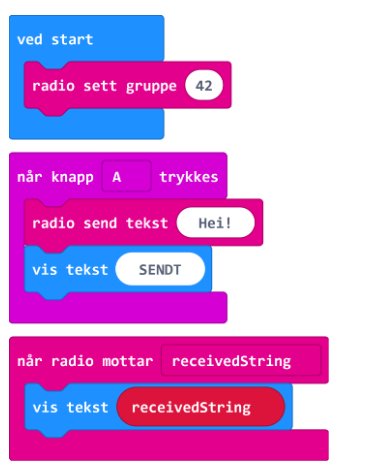 ved start
radio sett gruppe 42
når knapp A trykkes
radio send tekst Hei!
vis tekst SENDT
når radio mottar receivedString
vis tekst receivedString